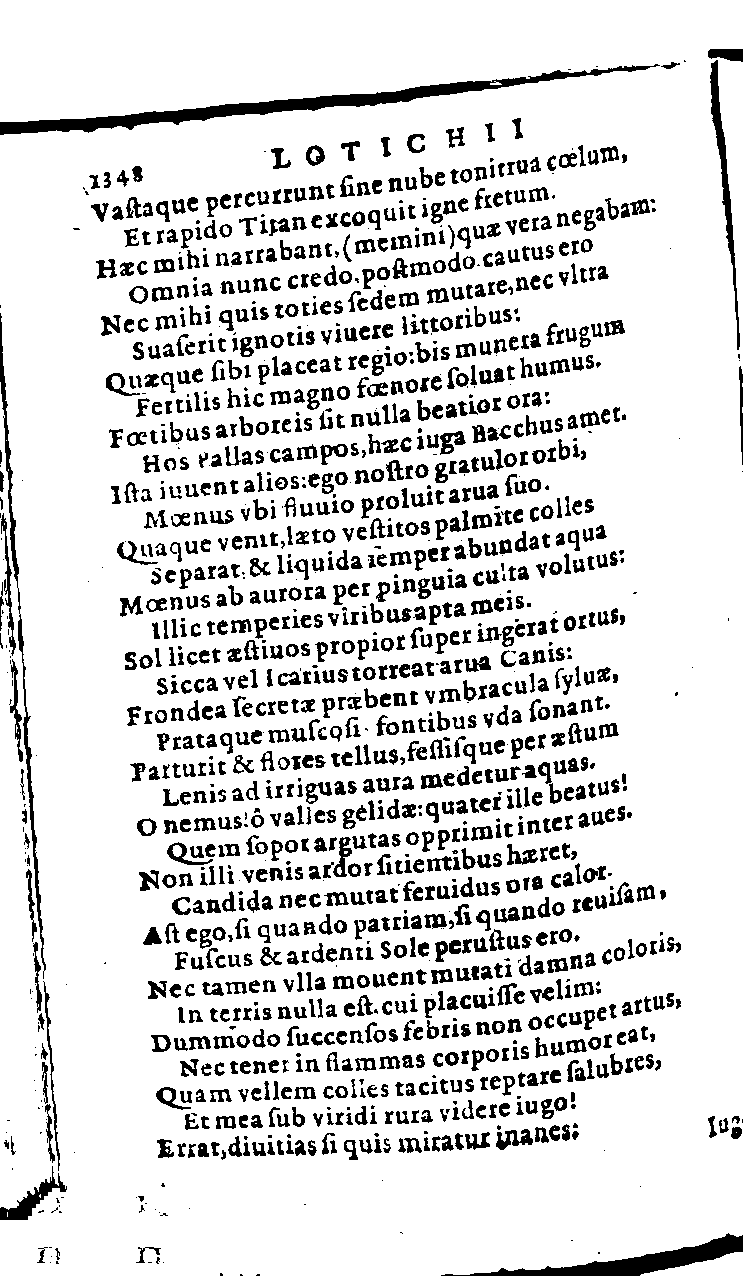 1348 LOTICHII
Vaſtaque percurrunt ſine nube tonitrua cœlum,
Et rapido Titan excoquit igne fretum.
Hæc mihi narrabant, (memini) quæ vera negabam:
Omnia nunc credo, poſtmodo cautus ero
Nec mihi quis toties ſedem mutare, nec vltra
Suaſerit ignotis viuere littoribus:
Quæque ſibi placeat regio: bis munera frugum
Fertilis hic magno fœnore ſoluat humus.
Fœtibus arboreis ſit nulla beatior ora:
Hos Pallas campos, hæc iuga Bacchus amet.
Iſta iuuent alios: ego noſtro gratulor orbi,
Mœnus vbi fluuio proluit arua ſuo.
Quaque venit, læto veſtitos palmite colles
Separat, & liquida ſemper abundat aqua
Mœnus ab aurora per pinguia culta volutus:
Illic temperies viribus apta meis.
Sol licet æſtiuos propior ſuper ingerat ortus,
Sicca vel Icarius torreat arua Canis:
Frondea ſecretæ præbent vmbracula ſyluæ,
Prataque muſcoſi fontibus vda ſonant.
Parturit & flores tellus, feſſiſque per æſtum
Lenis ad irriguas aura medetur aquas.
O nemus! ô valles gelidæ: quater ille beatus!
Quem ſopor argutas opprimit inter aues.
Non illi venis ardor ſitientibus hæret,
Candida nec mutat feruidus ora calor.
Aſt ego, ſi quando patriam, ſi quando reuiſam,
Fuſcus & ardenti Sole peruſtus ero.
Nec tamen vlla mouent mutati damna coloris,
In terris nulla eſt. cui placuiſſe velim:
Dummodo ſuccenſos febris non occupet artus,
Nec tener in flammas corporis humor eat,
Quam vellem colles tacitus reptare ſalubres,
Et mea ſub viridi rura videre iugo!
Errat, diuitias ſi quis miratur inanes:
Iug